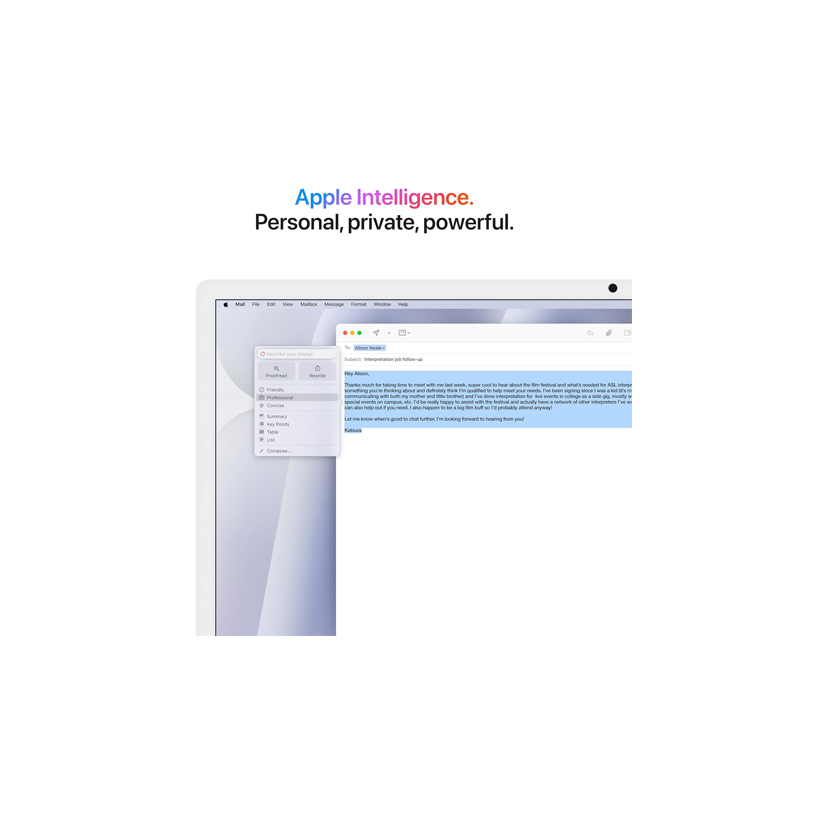 Apple Intelligence.
Personal, private, powerful.
Mail File Edit View Mailbox Message Format Window Help
To: Alison Neale
Subject: Interpretation job follow-up
Describe your change
Proofread Rewrite
Friendly
Professional
Concise
Summary
Key Points
Table
List
Compose...
Hey Alison,
Thanks much for taking time to meet with me last week, super cool to hear about the film festival and what's needed for ASL interpr
something you're thinking about and definitely think I'm qualified to help meet your needs. I've been signing since I was a kid (it's m
communicating with both my mother and little brother) and I've done interpretation for live events in college as a side gig, mostly w
special events on campus, etc. I'd be really happy to assist with the festival and actually have a network of other interpreters I've wo
can also help out if you need. I also happen to be a big film buff so I'd probably attend anyway!
Let me know when's good to chat further, I'm looking forward to hearing from you!
Katsura